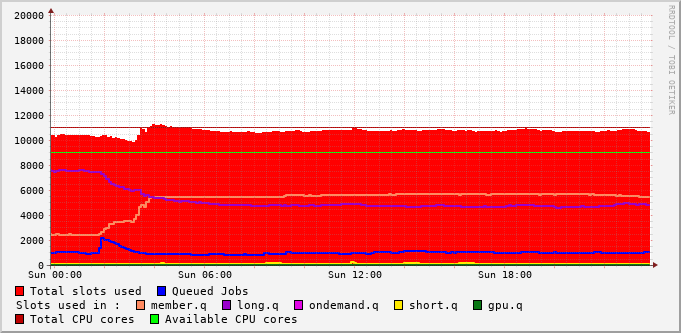 RRDTOOL / TOBI OETIKER
20000
18000
16000
14000
12000
10000
8000
6000
4000
2000
0
Sun 00:00 Sun 06:00 Sun 12:00 Sun 18:00
Total slots used Queued Jobs
Slots used in : member.q long.q ondemand.q short.q gpu.q
Total CPU cores Available CPU cores